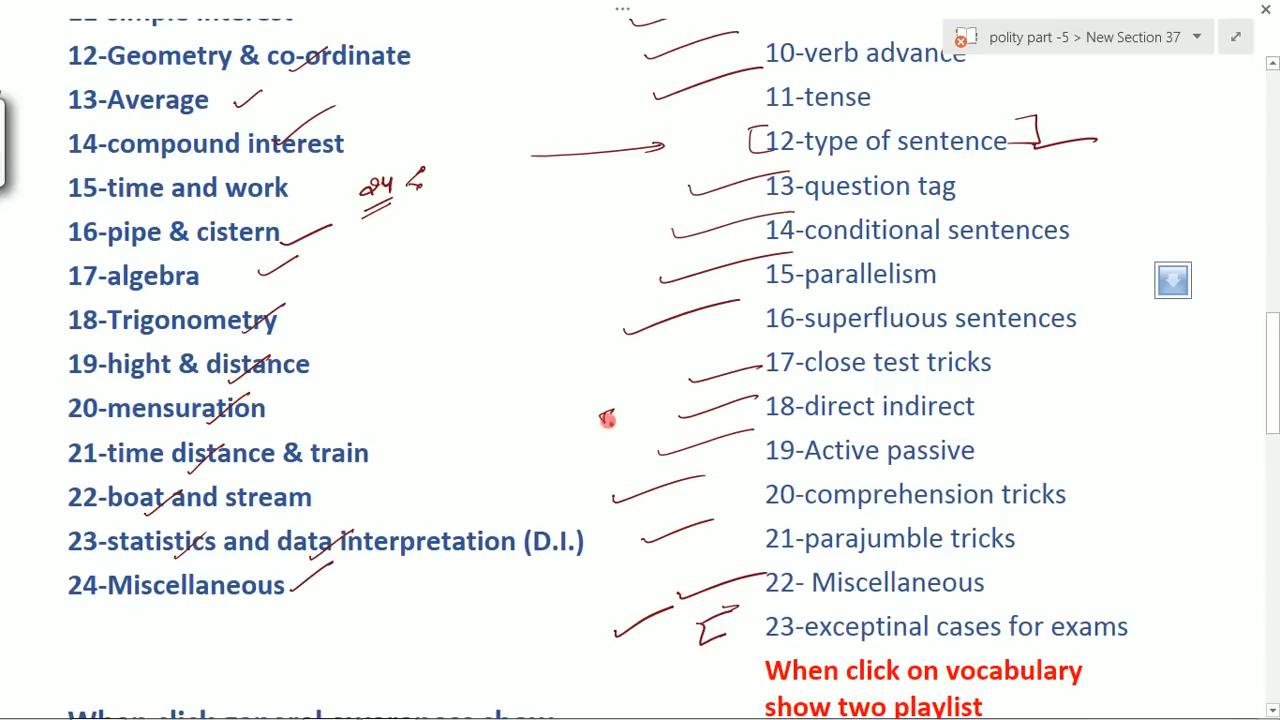 polity part -5 > New Section 37
12-Geometry & co-ordinate
13-Average
14-compound interest
15-time and work
24
16-pipe & cistern
17-algebra
18-Trigonometry
19-hight & distance
20-mensuration
21-time distance & train
22-boat and stream
23-statistics and data interpretation (D.I.)
24-Miscellaneous
10-verb advance
11-tense
12-type of sentence
13-question tag
14-conditional sentences
15-parallelism
16-superfluous sentences
17-close test tricks
18-direct indirect
19-Active passive
20-comprehension tricks
21-parajumble tricks
22- Miscellaneous
23-exceptinal cases for exams
When click on vocabulary
show two playlist